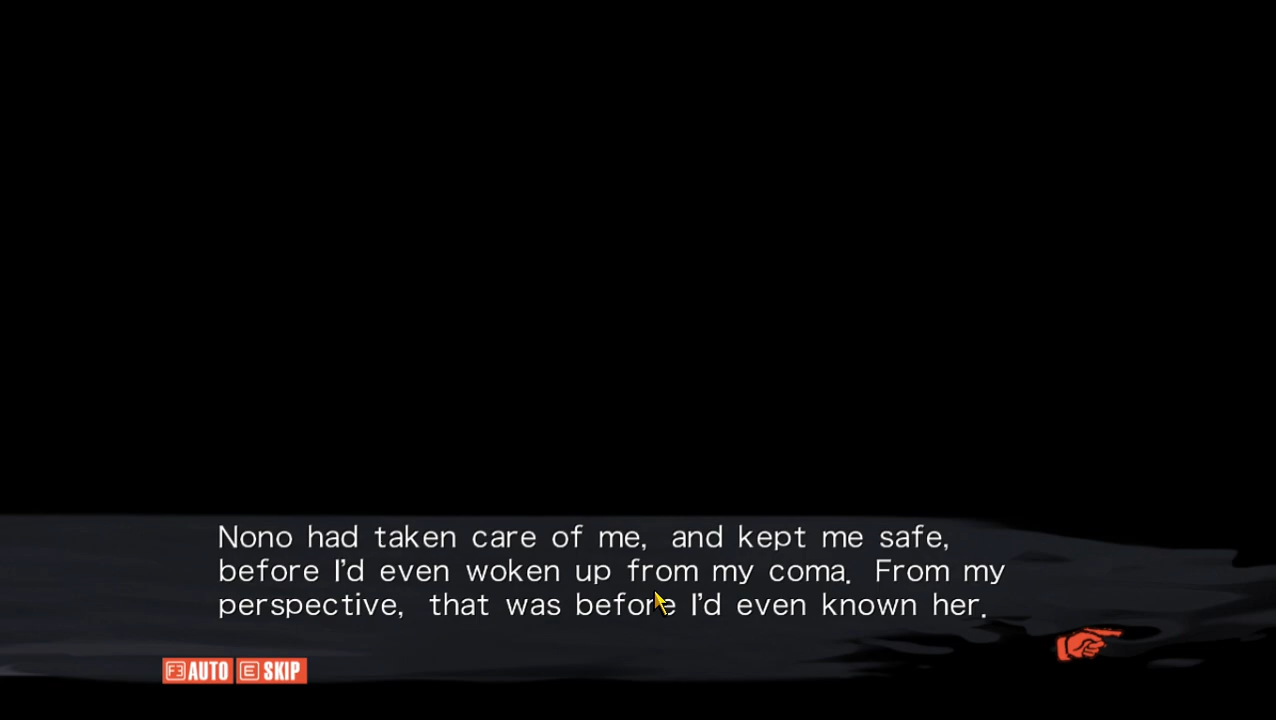 Nono had taken care of me, and kept me safe,
before I'd even woken up from my coma. From my
perspective, that was before I'd even known her.
F3 AUTO E SKIP